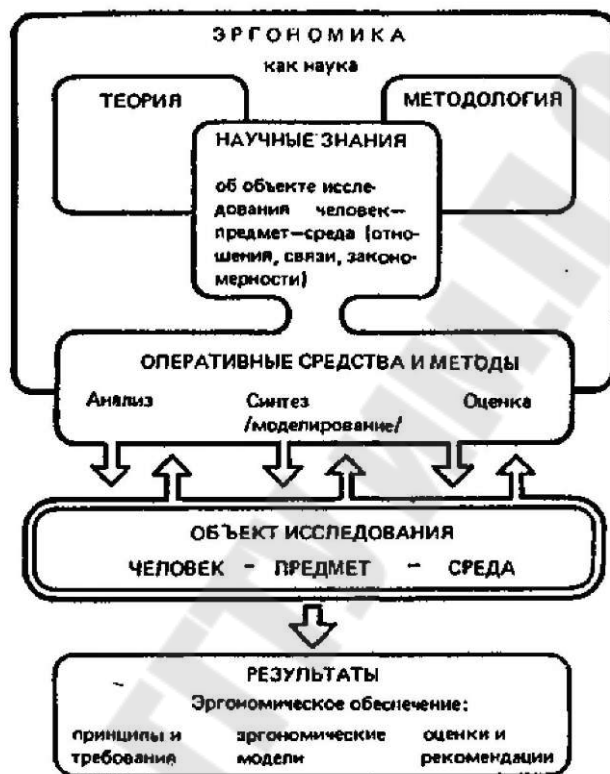 ЭРГОНОМИКА
как наука
ТЕОРИЯ
МЕТОДОЛОГИЯ
НАУЧНЫЕ ЗНАНИЯ
об объекте иссле-
дования человек—
предмет—среда (отно-
шения, связи, законо-
мерности)
ОПЕРАТИВНЫЕ СРЕДСТВА И МЕТОДЫ
Анализ Синтез Оценка
/моделирование/
ОБЪЕКТ ИССЛЕДОВАНИЯ
ЧЕЛОВЕК - ПРЕДМЕТ - СРЕДА
РЕЗУЛЬТАТЫ
Эргономическое обеспечение:
принципы и эргономические оценки и
требования модели рекомендации